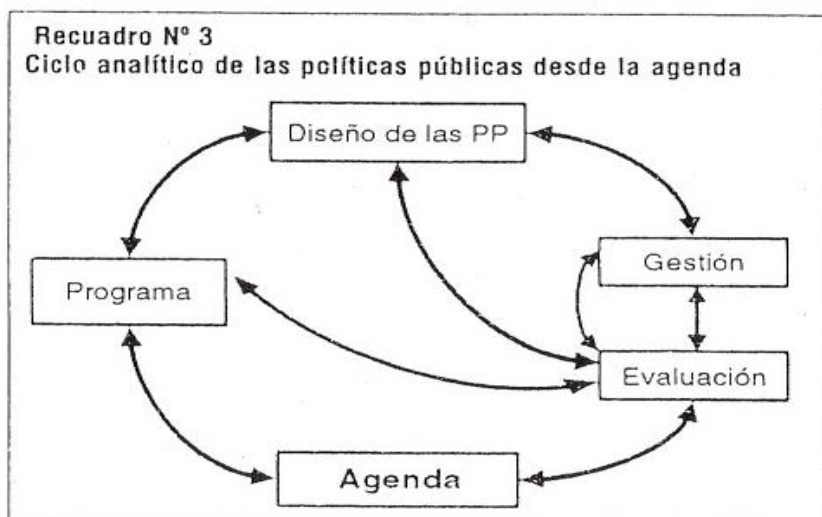 Recuadro Nº 3
Ciclo analítico de las políticas públicas desde la agenda
Diseño de las PP
Gestión
Programa
Evaluación
Agenda